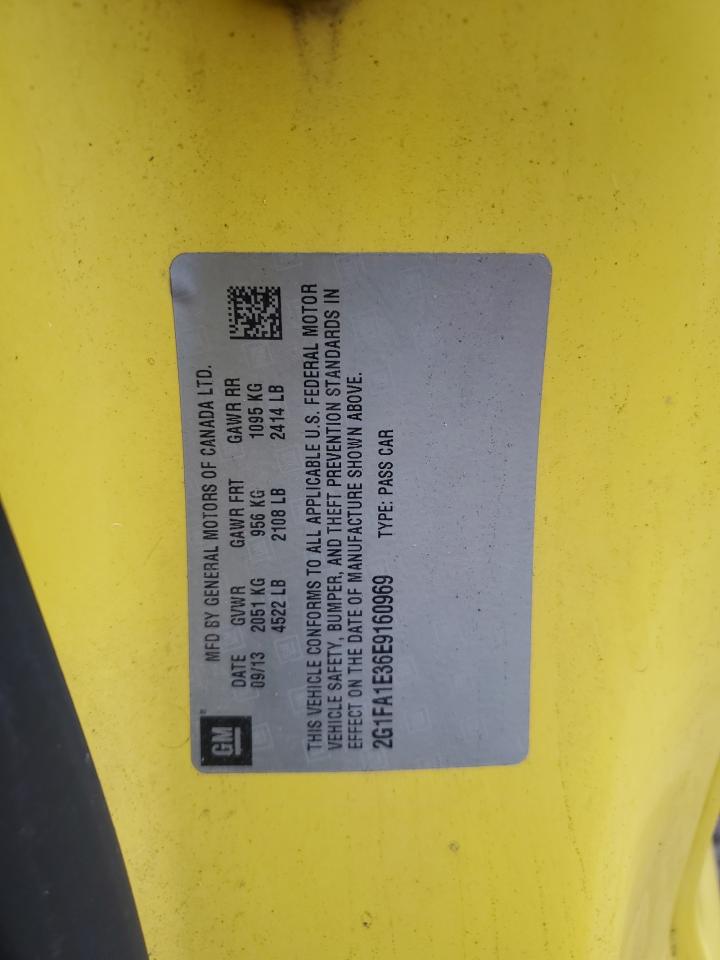 GM®
MFD BY GENERAL MOTORS OF CANADA LTD.
DATE GVWR GAWR FRT GAWR RR
09/13 2051 KG 956 KG 1095 KG
4522 LB 2108 LB 2414 LB
THIS VEHICLE CONFORMS TO ALL APPLICABLE U.S. FEDERAL MOTOR
VEHICLE SAFETY, BUMPER, AND THEFT PREVENTION STANDARDS IN
EFFECT ON THE DATE OF MANUFACTURE SHOWN ABOVE.
2G1FA1E36E9160969 TYPE: PASS CAR